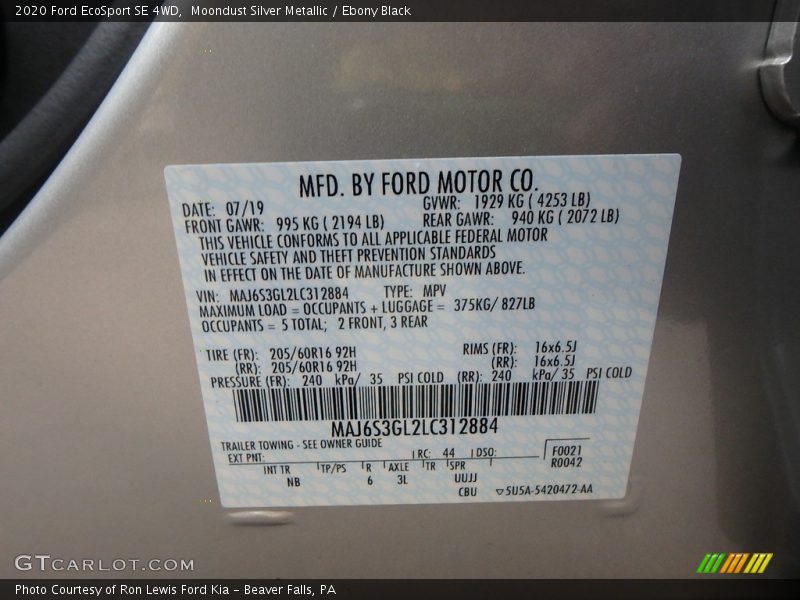 2020 Ford EcoSport SE 4WD,  Moondust Silver Metallic / Ebony Black
MFD. BY FORD MOTOR CO.
DATE: 07/19 GVWR: 1929 KG ( 4253 LB)
FRONT GAWR: 995 KG ( 2194 LB) REAR GAWR: 940 KG ( 2072 LB)
THIS VEHICLE CONFORMS TO ALL APPLICABLE FEDERAL MOTOR
VEHICLE SAFETY AND THEFT PREVENTION STANDARDS
IN EFFECT ON THE DATE OF MANUFACTURE SHOWN ABOVE.
VIN: MAJ6S3GL2LC312884 TYPE: MPV
MAXIMUM LOAD = OCCUPANTS + LUGGAGE = 375KG/ 827LB
OCCUPANTS = 5 TOTAL; 2 FRONT, 3 REAR
TIRE (FR): 205/60R16 92H RIMS (FR): 16x6.5J
(RR): 205/60R16 92H (RR): 16x6.5J
PRESSURE (FR): 240 kPa/ 35 PSI COLD (RR): 240 kPa/ 35 PSI COLD
MAJ6S3GL2LC312884
TRAILER TOWING - SEE OWNER GUIDE
EXT PNT: RC: 44 DSO: F0021
INT TR TP/PS R AXLE TR SPR R0042
NB 6 3L UUJJ
CBU 5U5A-5420472-AA
GTCARLOT.COM
Photo Courtesy of Ron Lewis Ford Kia – Beaver Falls, PA